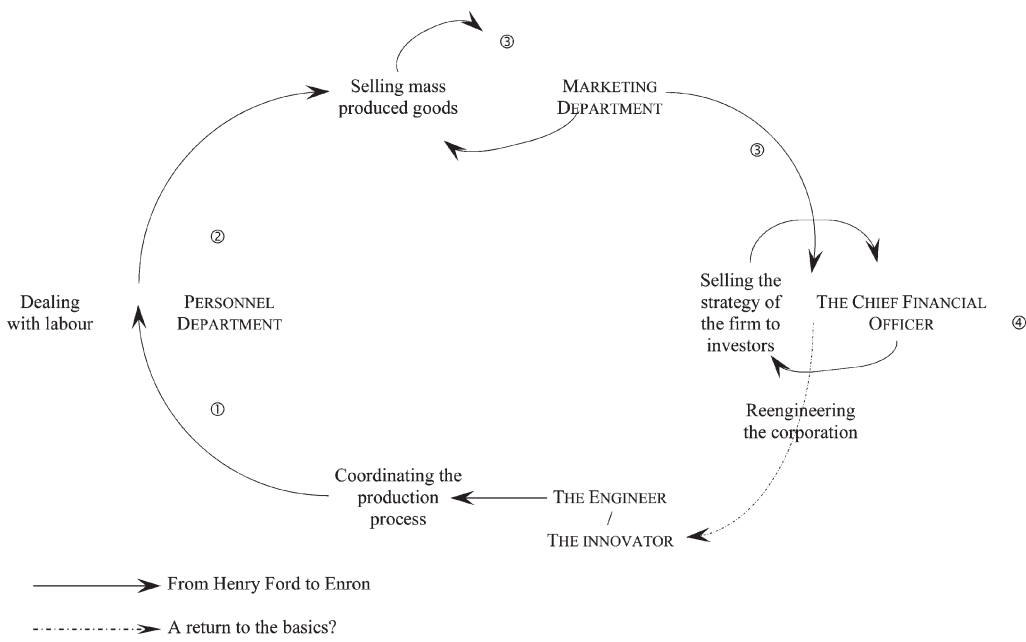 ③
Selling mass
produced goods
MARKETING
DEPARTMENT
③
②
Dealing
with labour
PERSONNEL
DEPARTMENT
Selling the
strategy of
the firm to
investors
THE CHIEF FINANCIAL
OFFICER
④
①
Reengineering
the corporation
Coordinating the
production
process
THE ENGINEER
/
THE INNOVATOR
From Henry Ford to Enron
A return to the basics?